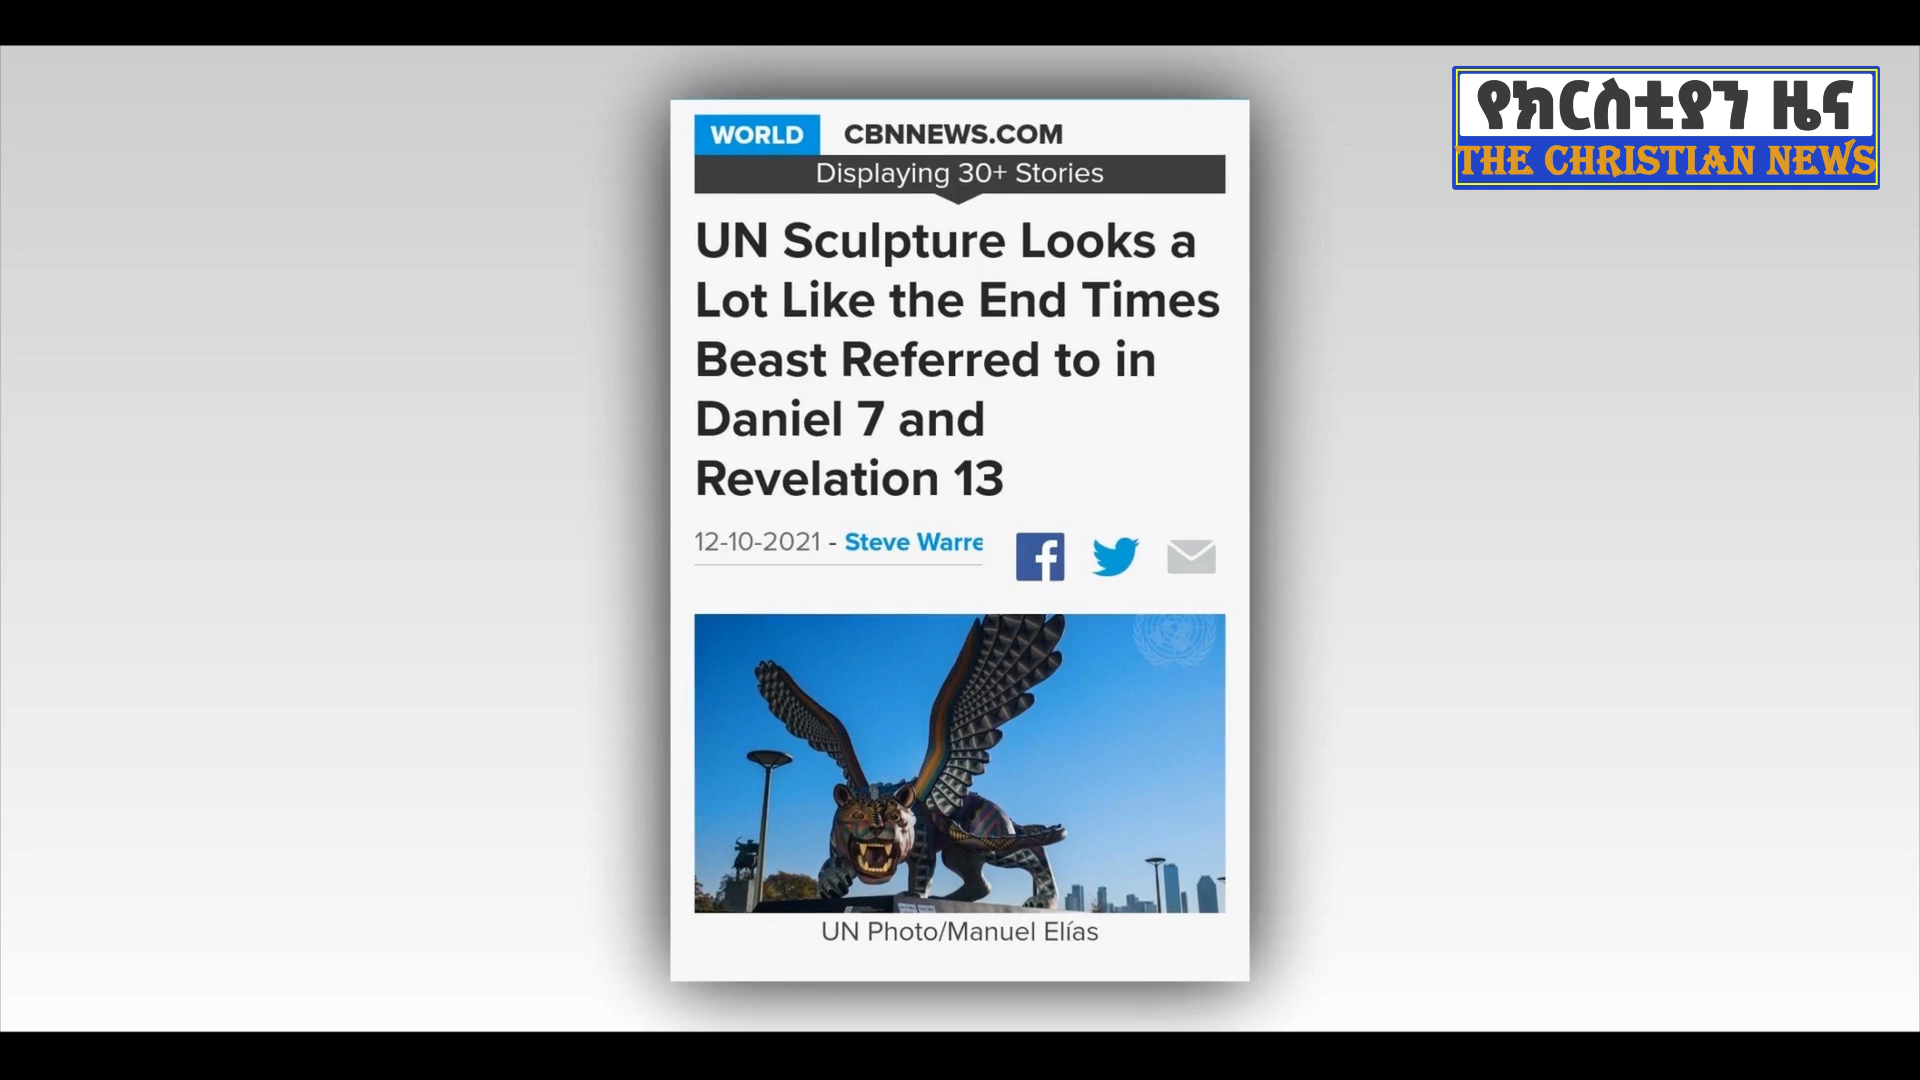 የክርስቲያን ዜና
THE CHRISTIAN NEWS
WORLD CBNNEWS.COM
Displaying 30+ Stories
UN Sculpture Looks a
Lot Like the End Times
Beast Referred to in
Daniel 7 and
Revelation 13
12-10-2021 - Steve Warre
UN Photo/Manuel Elías